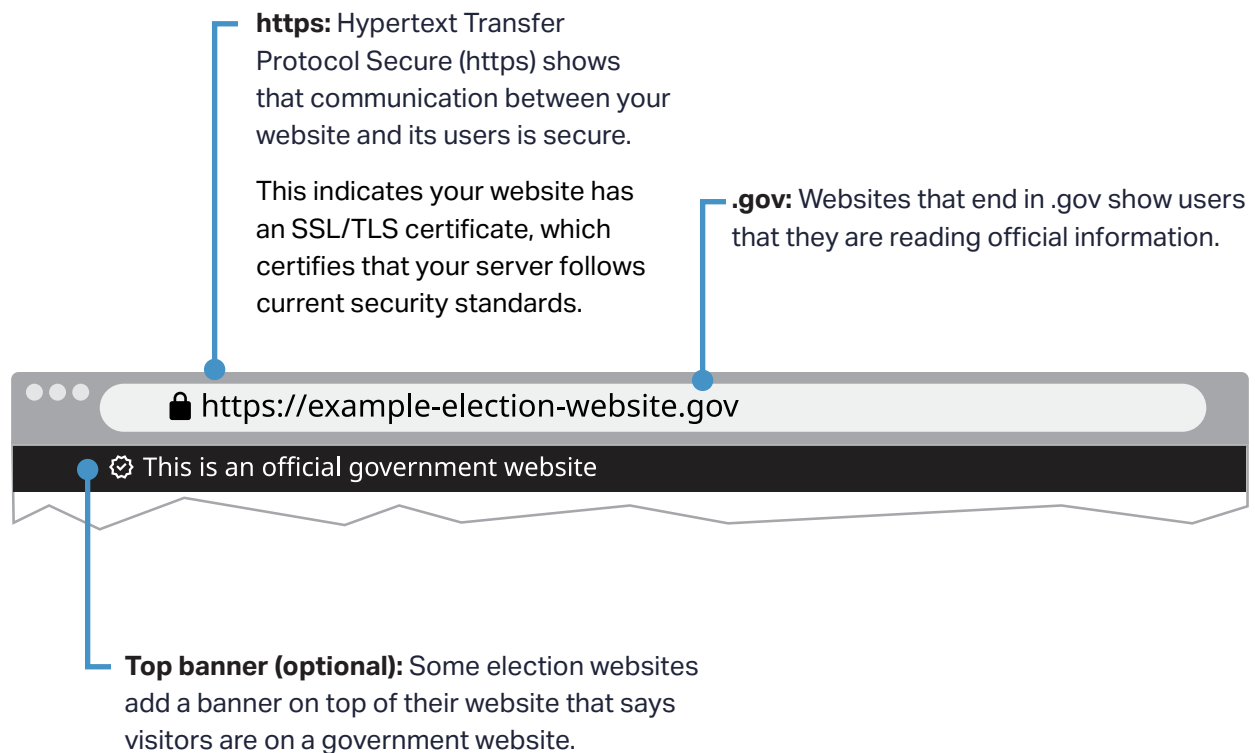 https: Hypertext Transfer
Protocol Secure (https) shows
that communication between your
website and its users is secure.
This indicates your website has
an SSL/TLS certificate, which
certifies that your server follows
current security standards.
.gov: Websites that end in .gov show users
that they are reading official information.
https://example-election-website.gov
This is an official government website
Top banner (optional): Some election websites
add a banner on top of their website that says
visitors are on a government website.